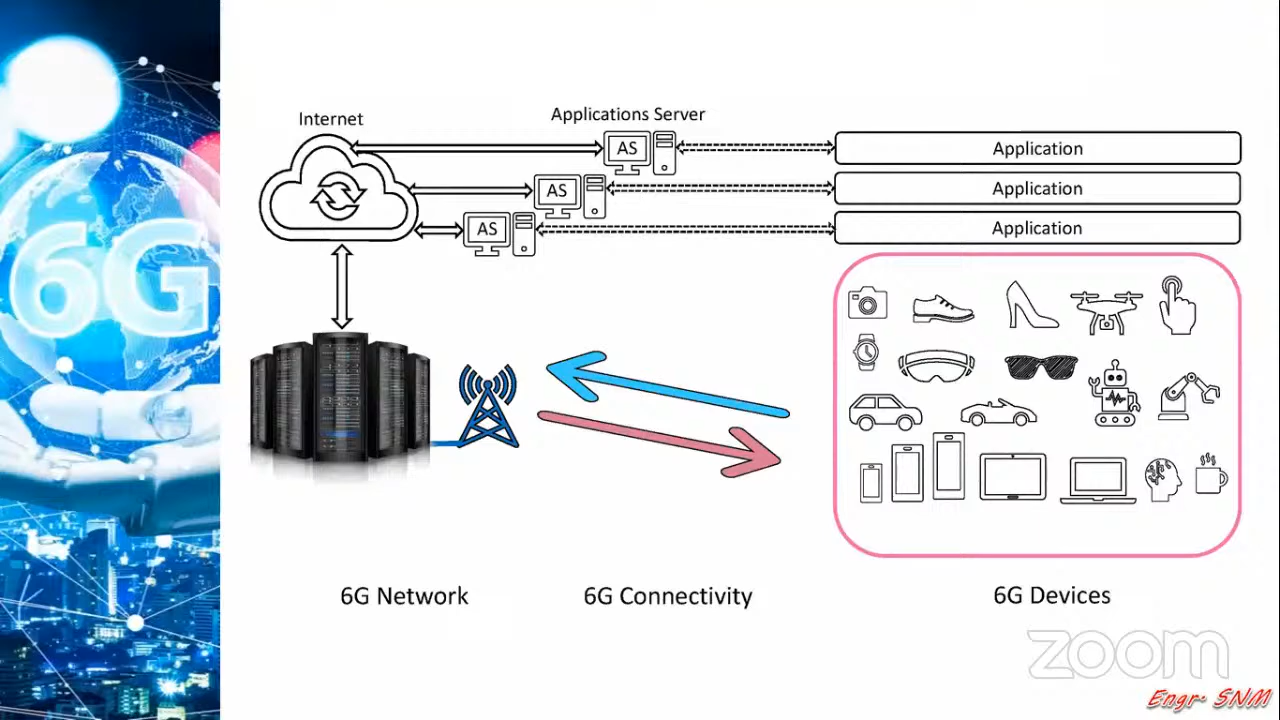 6G
Internet
Applications Server
AS
Application
AS
Application
AS
Application
6G Network
6G Connectivity
6G Devices
zoom
Engr. SNM